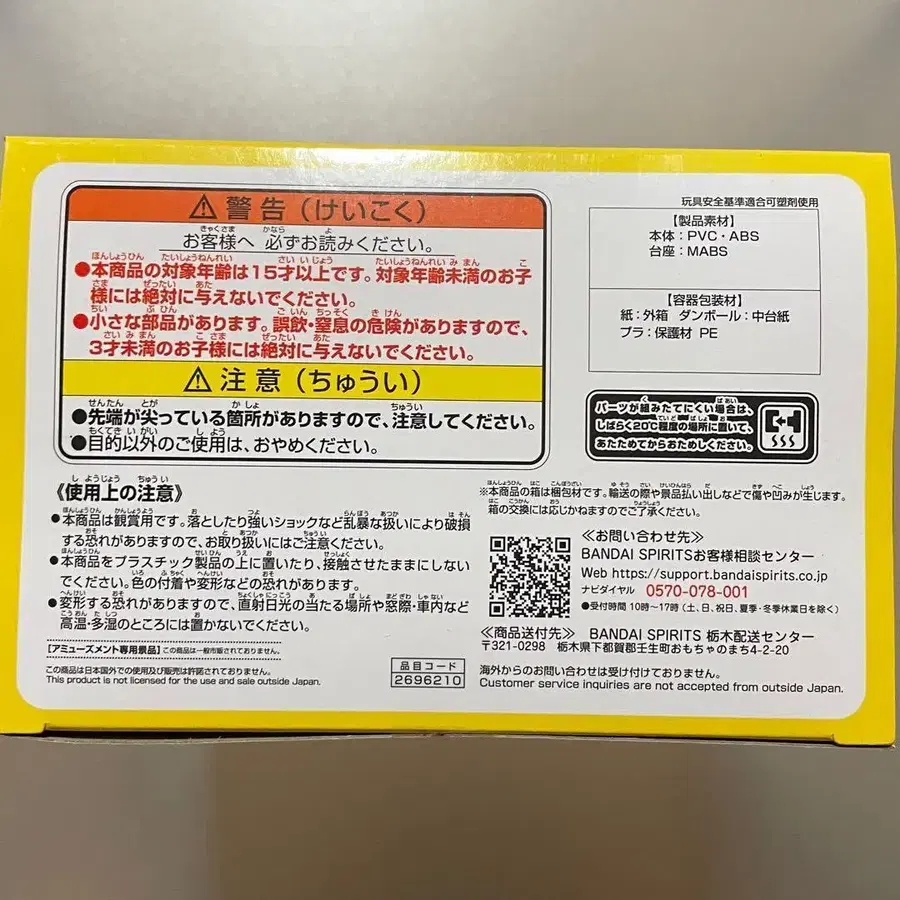 ⚠ 警告（けいこく）
お客様へ 必ずお読みください。
●本商品の対象年齢は15才以上です。対象年齢未満のお子
様には絶対に与えないでください。
●小さな部品があります。誤飲・窒息の危険がありますので、
3才未満のお子様には絶対に与えないでください。
⚠ 注意（ちゅうい）
●先端が尖っている箇所がありますので、注意してください。
●目的以外のご使用は、おやめください。
《使用上の注意》
●本商品は観賞用です。落としたり強いショックなど乱暴な扱いにより破損
する恐れがありますので、お取り扱いにはご注意ください。
●本商品をプラスチック製品の上に置いたり、接触させたままにしない
でください。色の付着や変形などの恐れがあります。
●変形する恐れがありますので、直射日光の当たる場所や窓際・車内など
高温・多湿のところには置かないでください。
【アミューズメント専用景品】この商品は一般市販されておりません。
この商品は日本国外での使用及び販売は許諾されておりません。
This product is not licensed for the use and sale outside Japan.
品目コード
2696210
玩具安全基準適合可塑剤使用
【製品素材】
本体：PVC・ABS
台座：MABS
【容器包装材】
紙：外箱 ダンボール：中台紙
プラ：保護材 PE
パーツが組みたてにくい場合は、
しばらく20℃程度の場所に置いて、
あたためてからおためしください。
※本商品の箱は梱包材です。輸送の際や景品払い出しなどで傷や凹みが生じます。
箱の交換には応じかねますのでご了承ください。
≪お問い合わせ先≫
BANDAI SPIRITSお客様相談センター
Web https://support.bandaispirits.co.jp
ナビダイヤル 0570-078-001
●受付時間 10時〜17時（土、日、祝日、夏季・冬季休業日を除く）
≪商品送付先≫ BANDAI SPIRITS 栃木配送センター
〒321-0298 栃木県下都賀郡壬生町おもちゃのまち4-2-20
海外からのお問い合わせは受け付けておりません。
Customer service inquiries are not accepted from outside Japan.